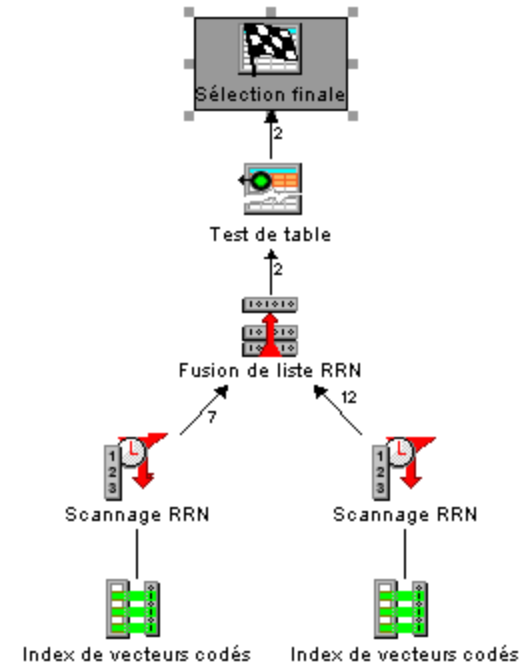 Sélection finale
2
Test de table
2
Fusion de liste RRN
7 12
Scannage RRN Scannage RRN
Index de vecteurs codés Index de vecteurs codés